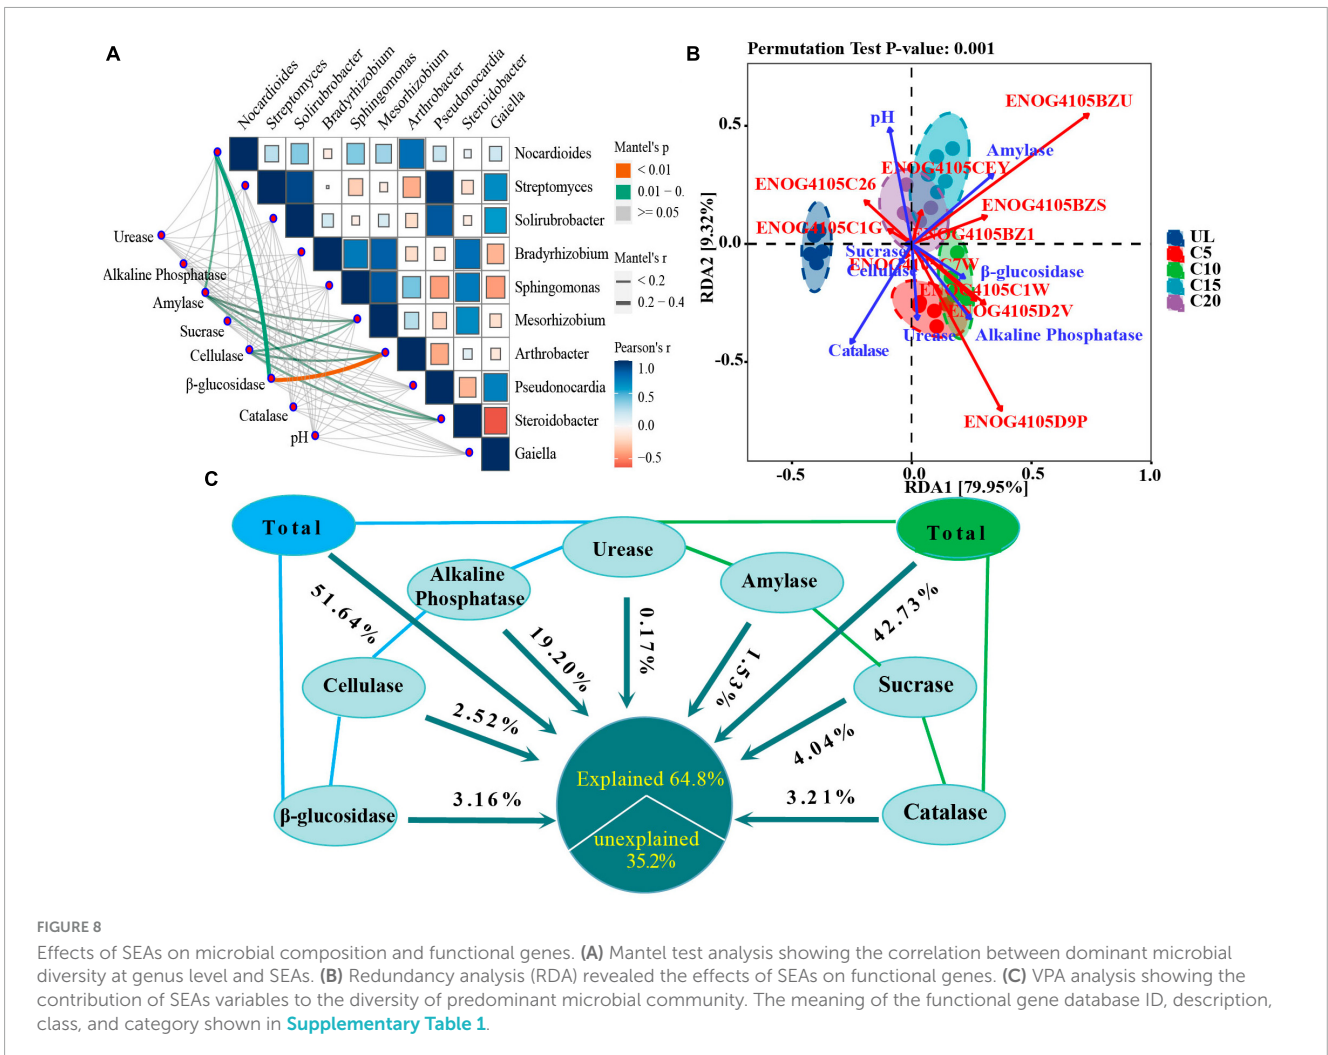 A
Nocardioides
Streptomyces
Solirubrobacter
Bradyrhizobium
Sphingomonas
Mesorhizobium
Arthrobacter
Pseudonocardia
Steroidobacter
Gaiella
Nocardioides
Streptomyces
Solirubrobacter
Bradyrhizobium
Sphingomonas
Mesorhizobium
Arthrobacter
Pseudonocardia
Steroidobacter
Gaiella
Urease
Alkaline Phosphatase
Amylase
Sucrase
Cellulase
β-glucosidase
Catalase
pH
Mantel's p
< 0.01
0.01 − 0.
>= 0.05
Mantel's r
< 0.2
0.2 − 0.4
Pearson's r
1.0
0.5
0.0
−0.5
B
Permutation Test P-value: 0.001
RDA2 [9.32%]
0.5
0.0
-0.5
-0.5
0.0
0.5
1.0
RDA1 [79.95%]
ENOG4105BZU
pH
Amylase
ENOG4105CEY
ENOG4105C26
ENOG4105BZS
ENOG4105C1G
ENOG4105BZ1
Sucrase
Cellulase
β-glucosidase
ENOG4105C1W
ENOG4105D2V
Urease
Alkaline Phosphatase
Catalase
ENOG4105D9P
UL
C5
C10
C15
C20
C
Total
Total
Urease
Alkaline
Phosphatase
Amylase
Cellulase
Sucrase
β-glucosidase
Catalase
51.64%
19.20%
0.17%
1.53%
42.73%
2.52%
4.04%
3.16%
3.21%
Explained 64.8%
unexplained
35.2%
FIGURE 8
Effects of SEAs on microbial composition and functional genes. (A) Mantel test analysis showing the correlation between dominant microbial
diversity at genus level and SEAs. (B) Redundancy analysis (RDA) revealed the effects of SEAs on functional genes. (C) VPA analysis showing the
contribution of SEAs variables to the diversity of predominant microbial community. The meaning of the functional gene database ID, description,
class, and category shown in Supplementary Table 1.